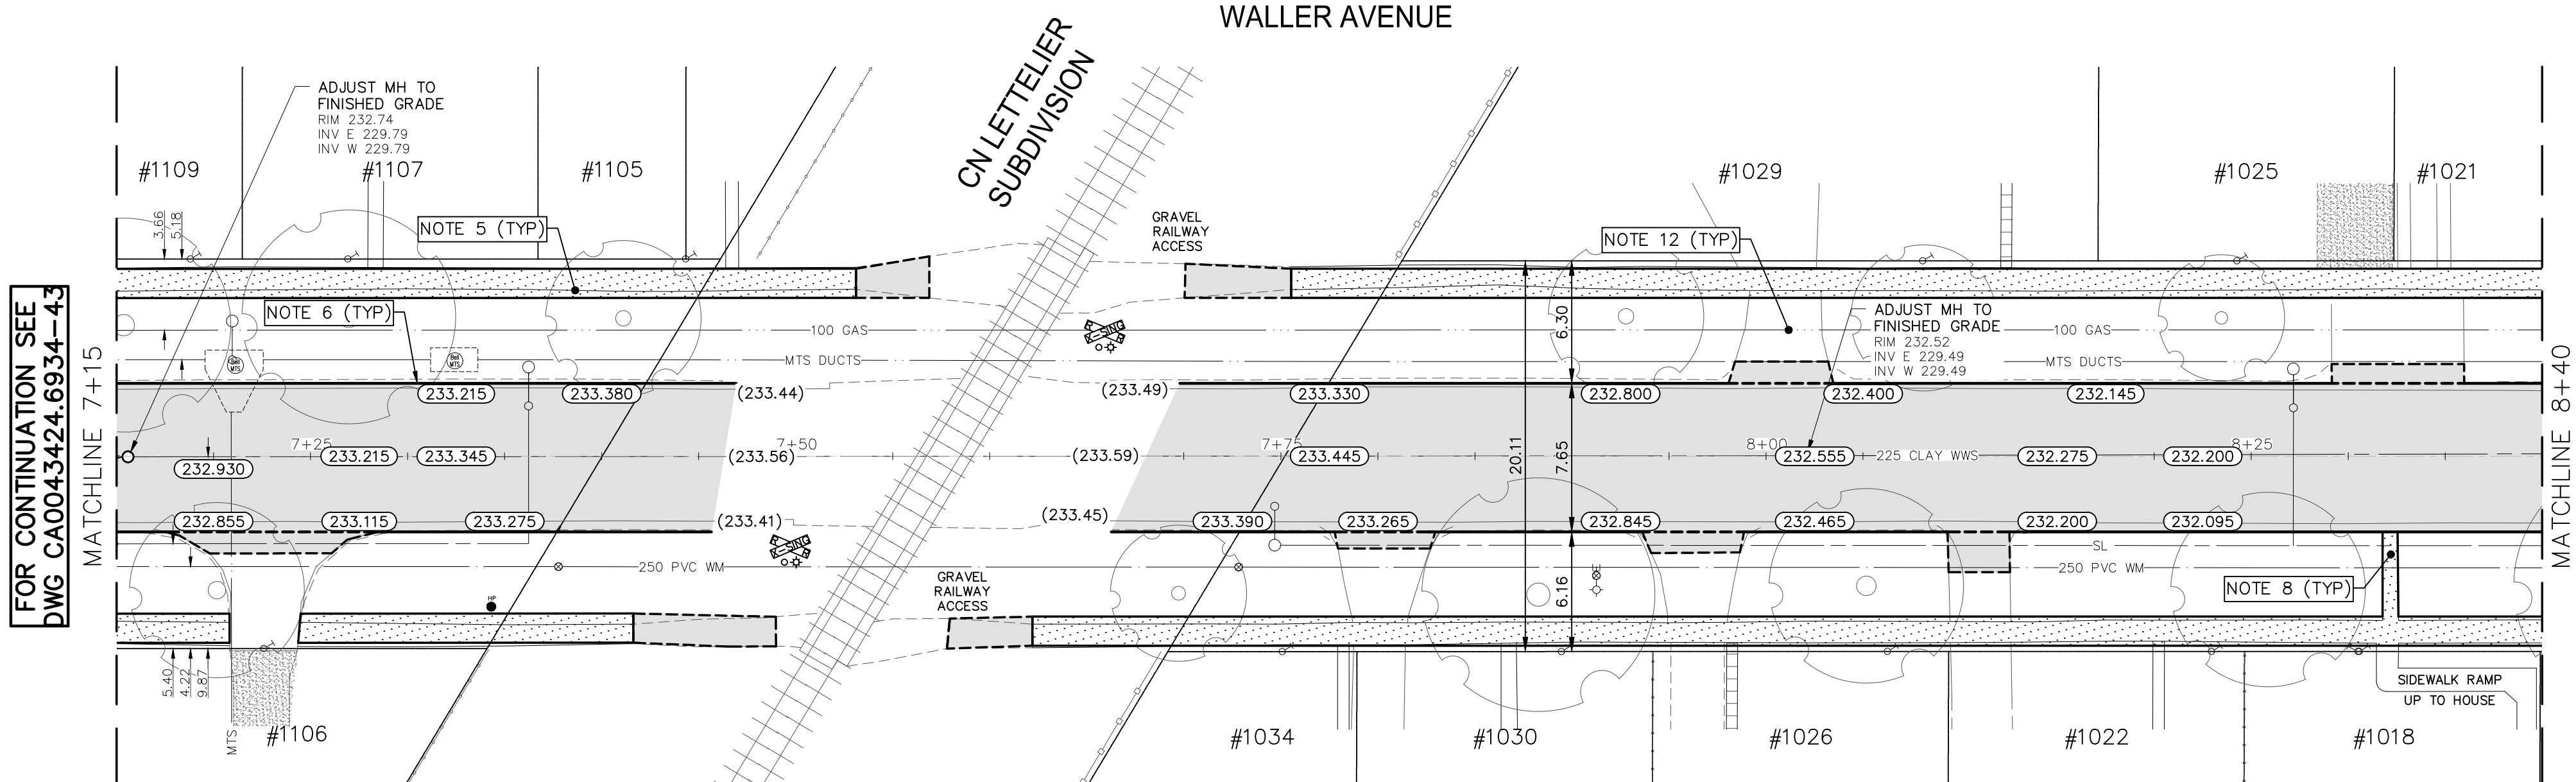 WALLER AVENUE
CN LETTELIER
SUBDIVISION
ADJUST MH TO
FINISHED GRADE
RIM 232.74
INV E 229.79
INV W 229.79
#1109
#1107
#1105
#1029
#1025
#1021
3.66
5.18
NOTE 5 (TYP)
GRAVEL
RAILWAY
ACCESS
NOTE 12 (TYP)
FOR CONTINUATION SEE
DWG CA0043424.6934-43
MATCHLINE 7+15
NOTE 6 (TYP)
100 GAS
X-SING
6.30
ADJUST MH TO
FINISHED GRADE
RIM 232.52
INV E 229.49
INV W 229.49
100 GAS
Bell
MTS
Bell
MTS
MTS DUCTS
MTS DUCTS
233.215
233.380
(233.44)
(233.49)
233.330
232.800
232.400
232.145
7+25
7+50
7+75
8+00
8+25
232.930
233.215
233.345
(233.56)
(233.59)
233.445
20.11
7.65
232.555
225 CLAY WWS
232.275
232.200
MATCHLINE 8+40
232.855
233.115
233.275
(233.41)
(233.45)
233.390
233.265
232.845
232.465
232.200
232.095
X-SING
SL
250 PVC WM
250 PVC WM
GRAVEL
RAILWAY
ACCESS
6.16
NOTE 8 (TYP)
HP
5.40
4.22
9.87
MTS
#1106
#1034
#1030
#1026
#1022
#1018
SIDEWALK RAMP
UP TO HOUSE